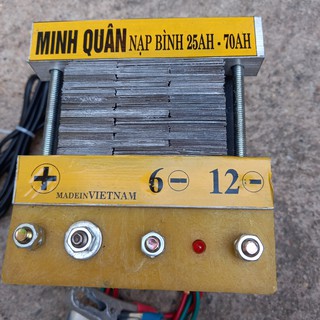 MINH QUÂN NẠP BÌNH 25AH - 70AH
+ 6 - 12 -
MADEINVIETNAM